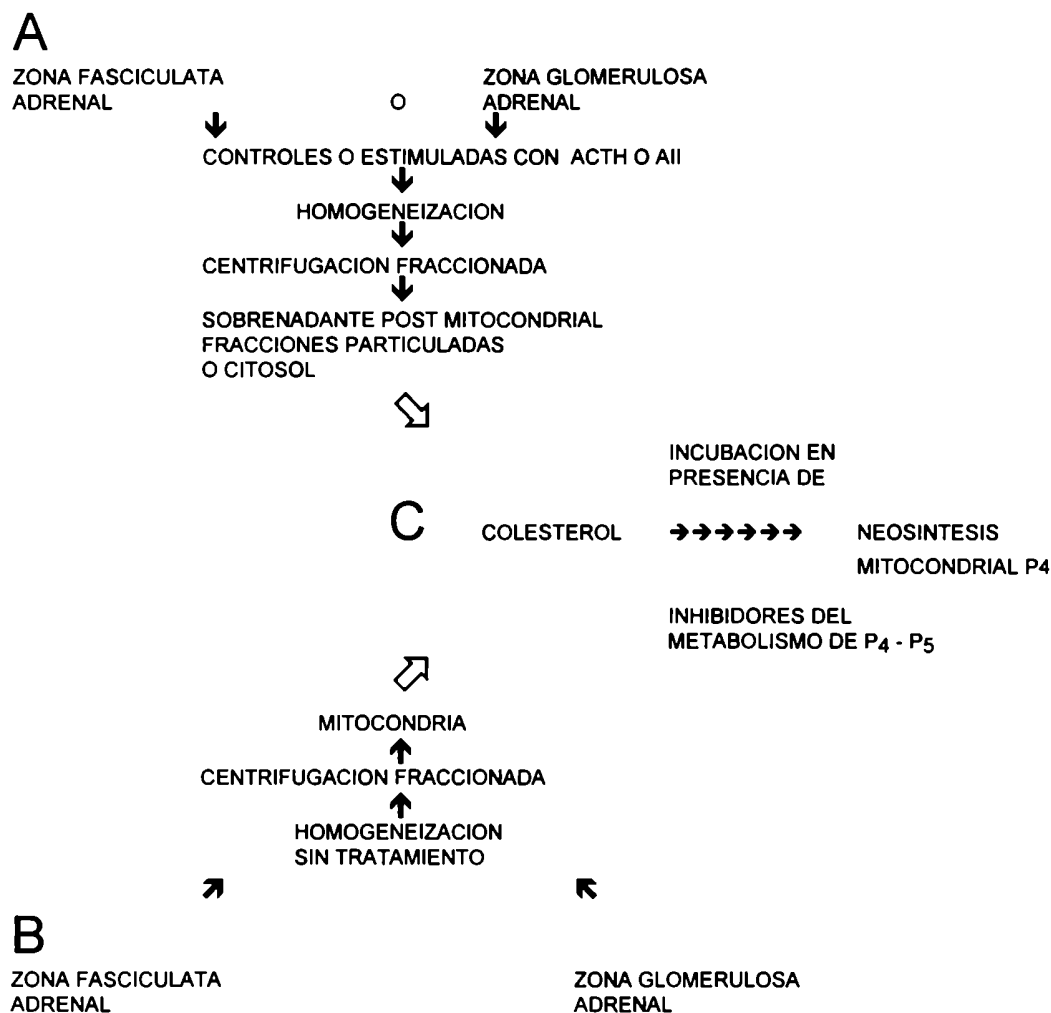 A
ZONA FASCICULATA
ADRENAL
O
ZONA GLOMERULOSA
ADRENAL
CONTROLES O ESTIMULADAS CON ACTH O AII
HOMOGENEIZACION
CENTRIFUGACION FRACCIONADA
SOBRENADANTE POST MITOCONDRIAL
FRACCIONES PARTICULADAS
O CITOSOL
INCUBACION EN
PRESENCIA DE
C
COLESTEROL
NEOSINTESIS
MITOCONDRIAL P4
INHIBIDORES DEL
METABOLISMO DE P4 - P5
MITOCONDRIA
CENTRIFUGACION FRACCIONADA
HOMOGENEIZACION
SIN TRATAMIENTO
B
ZONA FASCICULATA
ADRENAL
ZONA GLOMERULOSA
ADRENAL